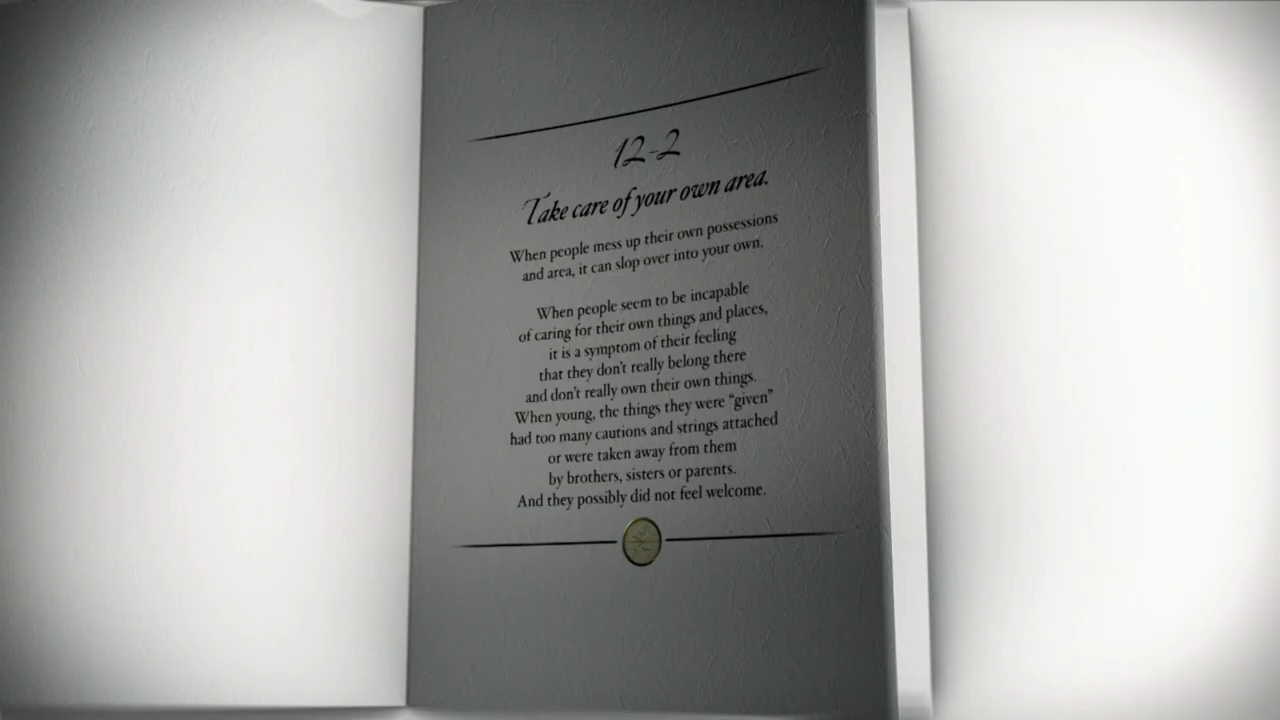 12-2
Take care of your own area.
When people mess up their own possessions
and area, it can slop over into your own.
When people seem to be incapable
of caring for their own things and places,
it is a symptom of their feeling
that they don't really belong there
and don't really own their own things.
When young, the things they were “given”
had too many cautions and strings attached
or were taken away from them
by brothers, sisters or parents.
And they possibly did not feel welcome.